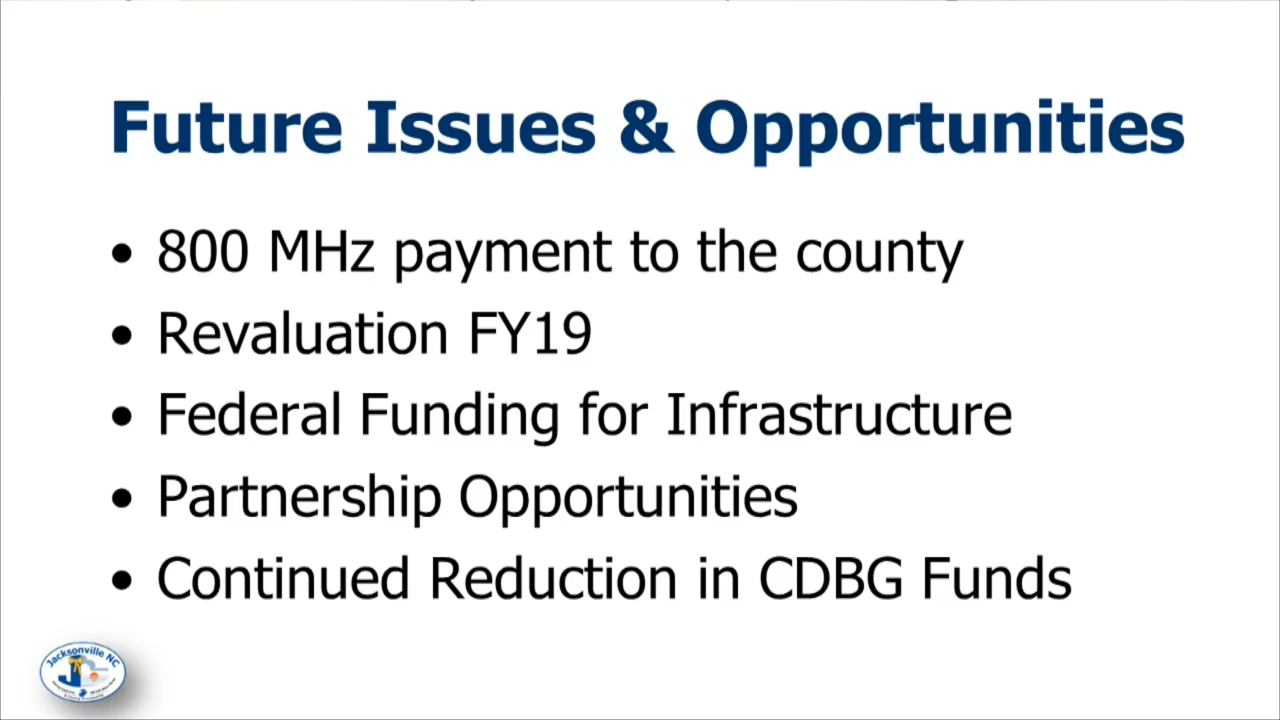 Future Issues & Opportunities
• 800 MHz payment to the county
• Revaluation FY19
• Federal Funding for Infrastructure
• Partnership Opportunities
• Continued Reduction in CDBG Funds
Jacksonville NC